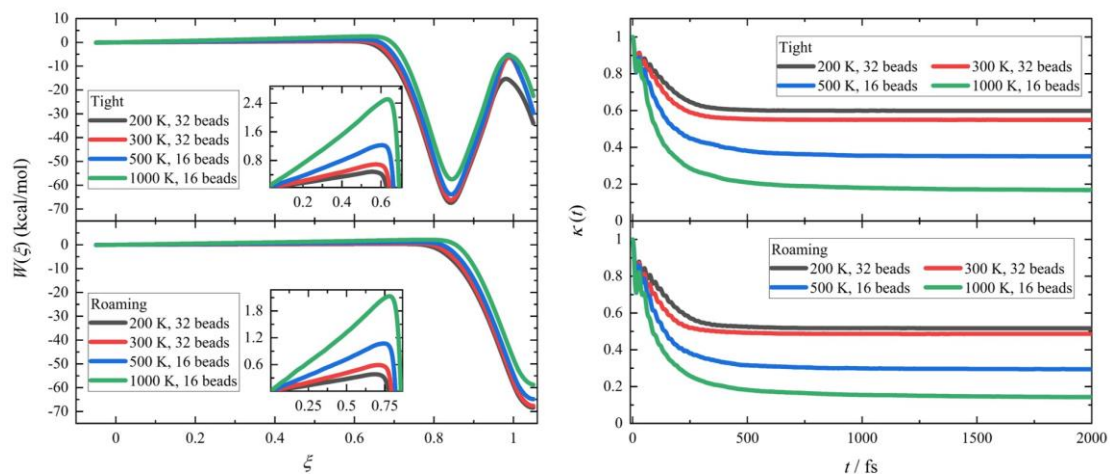 10
0
-10
-20
-30
-40
-50
-60
-70
Tight
200 K, 32 beads
300 K, 32 beads
500 K, 16 beads
1000 K, 16 beads
2.4
1.6
0.8
0.2 0.4 0.6
10
0
-10
-20
-30
-40
-50
-60
-70
Roaming
200 K, 32 beads
300 K, 32 beads
500 K, 16 beads
1000 K, 16 beads
1.8
1.2
0.6
0.25 0.50 0.75
W(ξ) (kcal/mol)
0 0.2 0.4 0.6 0.8 1
ξ
1
0.8
0.6
0.4
0.2
0
Tight
200 K, 32 beads 300 K, 32 beads
500 K, 16 beads 1000 K, 16 beads
1
0.8
0.6
0.4
0.2
0
Roaming
200 K, 32 beads 300 K, 32 beads
500 K, 16 beads 1000 K, 16 beads
κ(t)
0 500 1000 1500 2000
t / fs